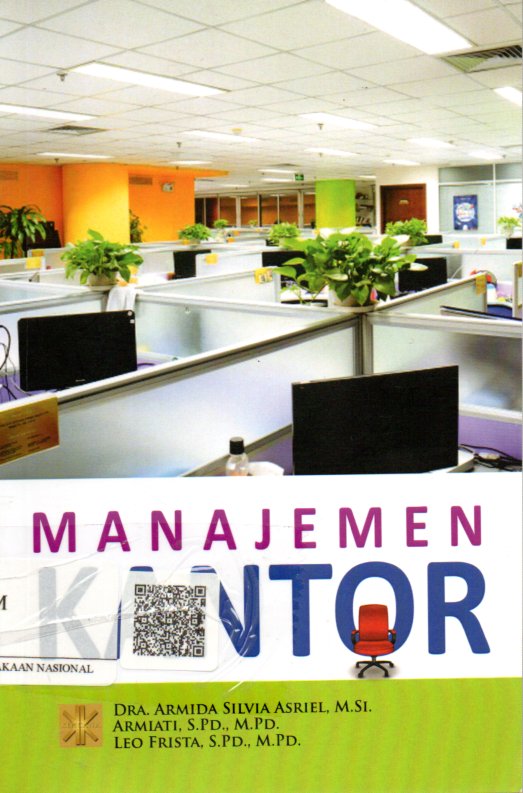 MANAJEMEN
KANTOR
M
AKAAN NASIONAL
DRA. ARMIDA SILVIA ASRIEL, M.SI.
ARMIATI, S.PD., M.PD.
LEO FRISTA, S.PD., M.PD.